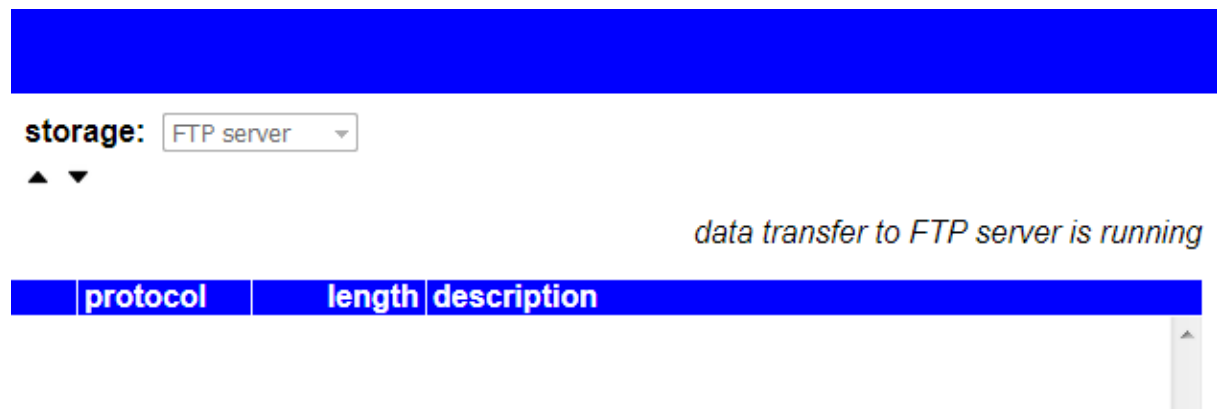 storage: FTP server
data transfer to FTP server is running
protocol length description